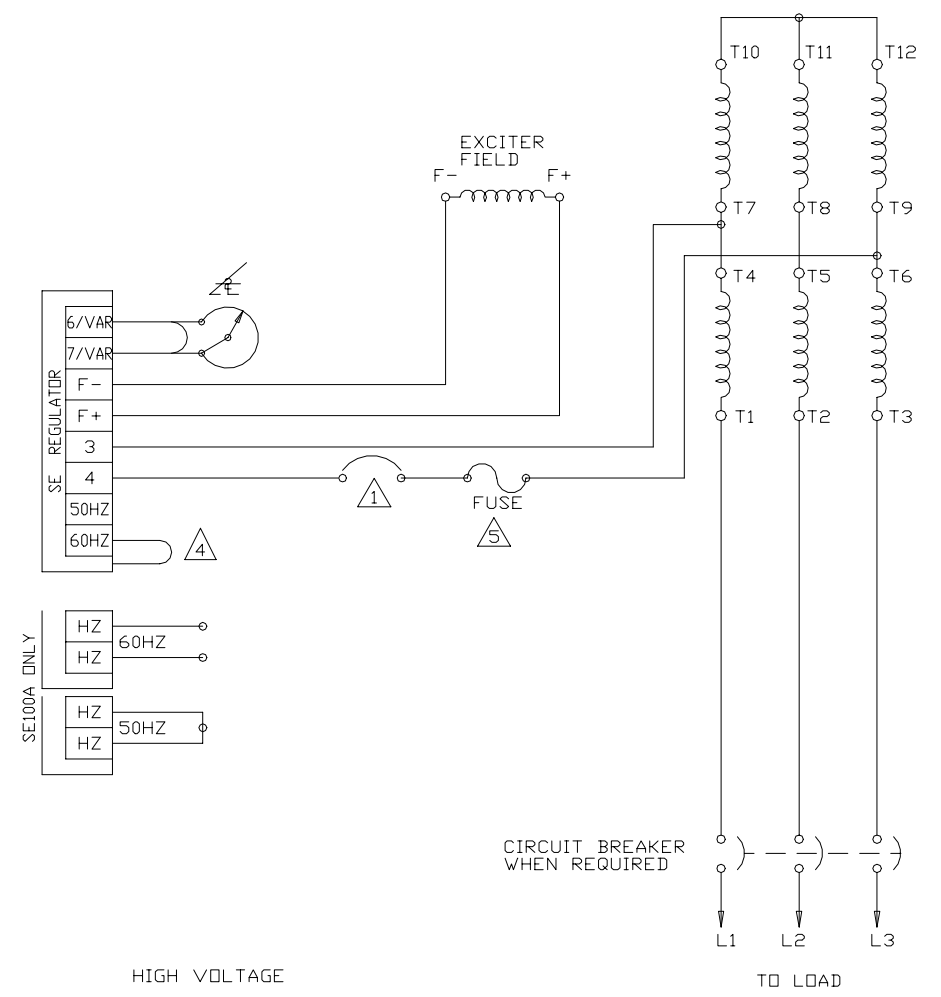 T10 T11 T12
EXCITER
FIELD
F- F+
T7 T8 T9
T4 T5 T6
6/VAR
7/VAR
F-
F+
3
4
50HZ
60HZ
SE REGULATOR
T1 T2 T3
1
FUSE
5
4
HZ
HZ
60HZ
HZ
HZ
50HZ
SE100A ONLY
CIRCUIT BREAKER
WHEN REQUIRED
L1 L2 L3
HIGH VOLTAGE
TO LOAD